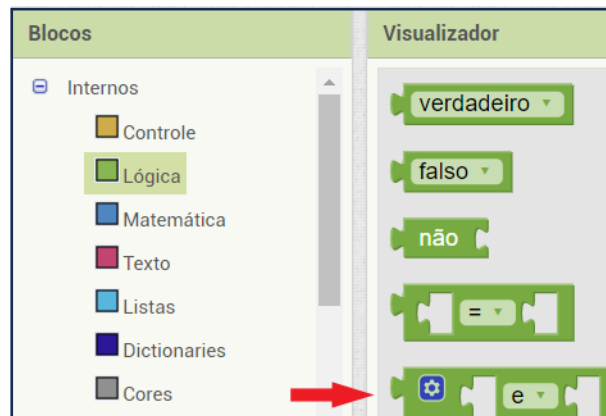 Blocos
Internos
Controle
Lógica
Matemática
Texto
Listas
Dictionaries
Cores
Visualizador
verdadeiro
falso
não
=
e